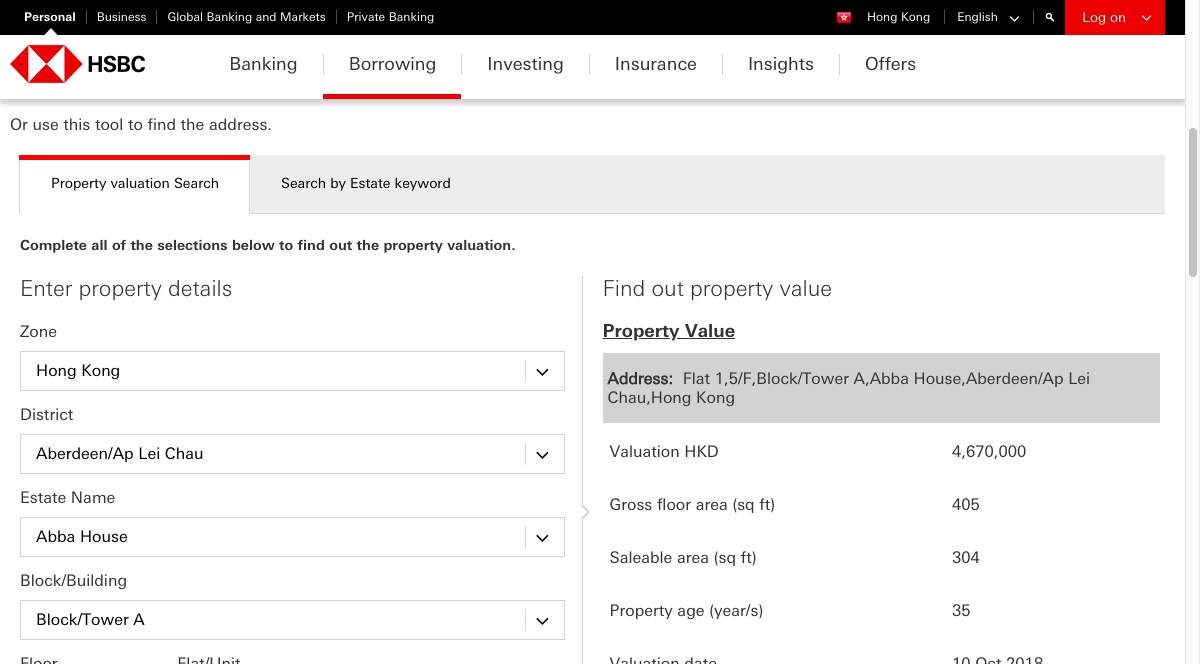 Personal Business Global Banking and Markets Private Banking Hong Kong English Log on
HSBC Banking Borrowing Investing Insurance Insights Offers
Or use this tool to find the address.
Property valuation Search Search by Estate keyword
Complete all of the selections below to find out the property valuation.
Enter property details
Zone
Hong Kong
District
Aberdeen/Ap Lei Chau
Estate Name
Abba House
Block/Building
Block/Tower A
Floor Flat/Unit
Find out property value
Property Value
Address: Flat 1,5/F,Block/Tower A,Abba House,Aberdeen/Ap Lei
Chau,Hong Kong
Valuation HKD 4,670,000
Gross floor area (sq ft) 405
Saleable area (sq ft) 304
Property age (year/s) 35
Valuation date 10 Oct 2018